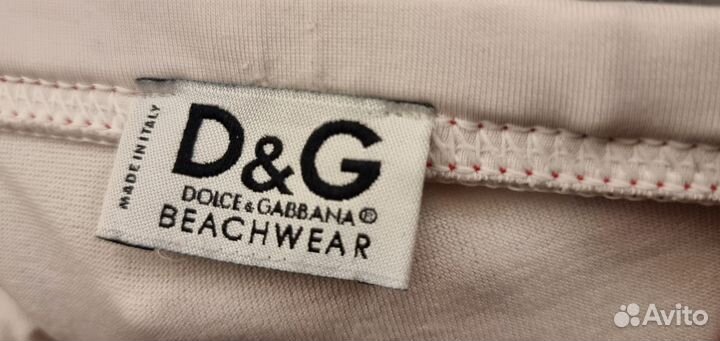 MADE IN ITALY
D&G
DOLCE & GABBANA®
BEACHWEAR
Avito